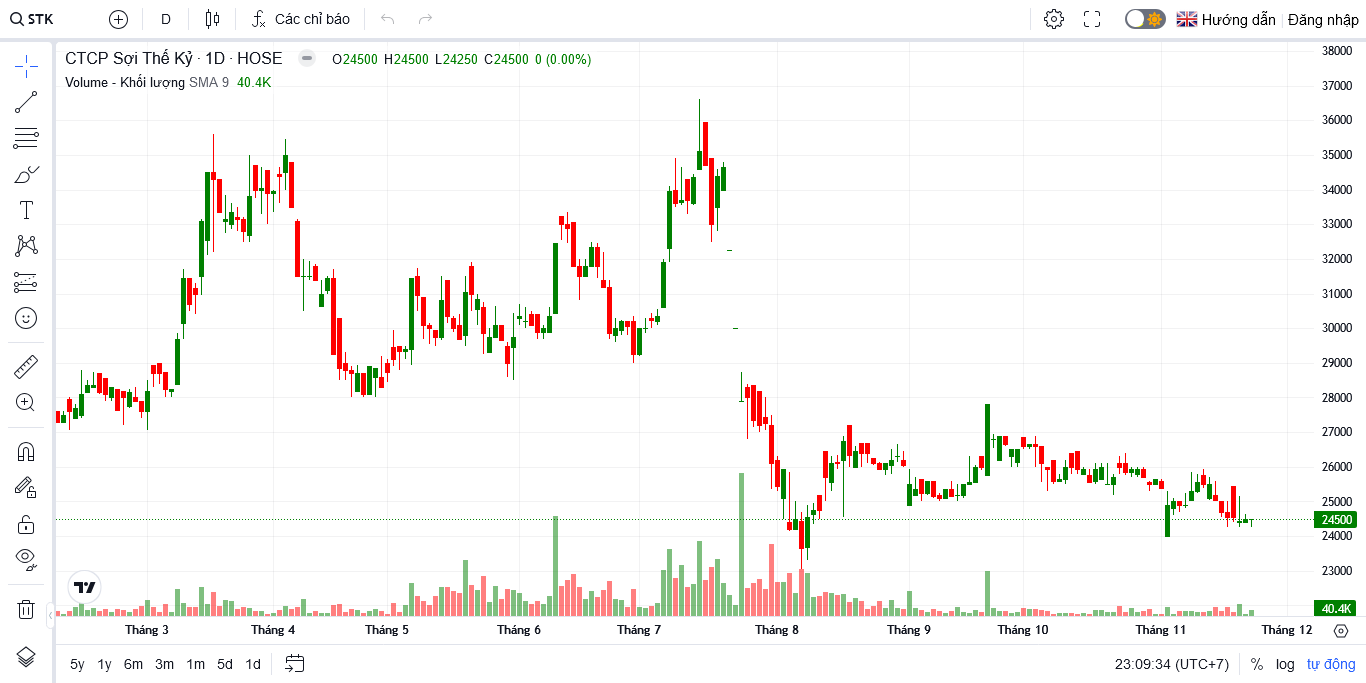 STK D Các chỉ báo Hướng dẫn Đăng nhập
CTCP Sợi Thế Kỷ · 1D · HOSE O24500 H24500 L24250 C24500 0 (0.00%)
Volume - Khối lượng SMA 9 40.4K
38000
37000
36000
35000
34000
33000
32000
31000
30000
29000
28000
27000
26000
25000
24500
24000
23000
40.4K
Tháng 3 Tháng 4 Tháng 5 Tháng 6 Tháng 7 Tháng 8 Tháng 9 Tháng 10 Tháng 11 Tháng 12
5y 1y 6m 3m 1m 5d 1d 23:09:34 (UTC+7) % log tự động